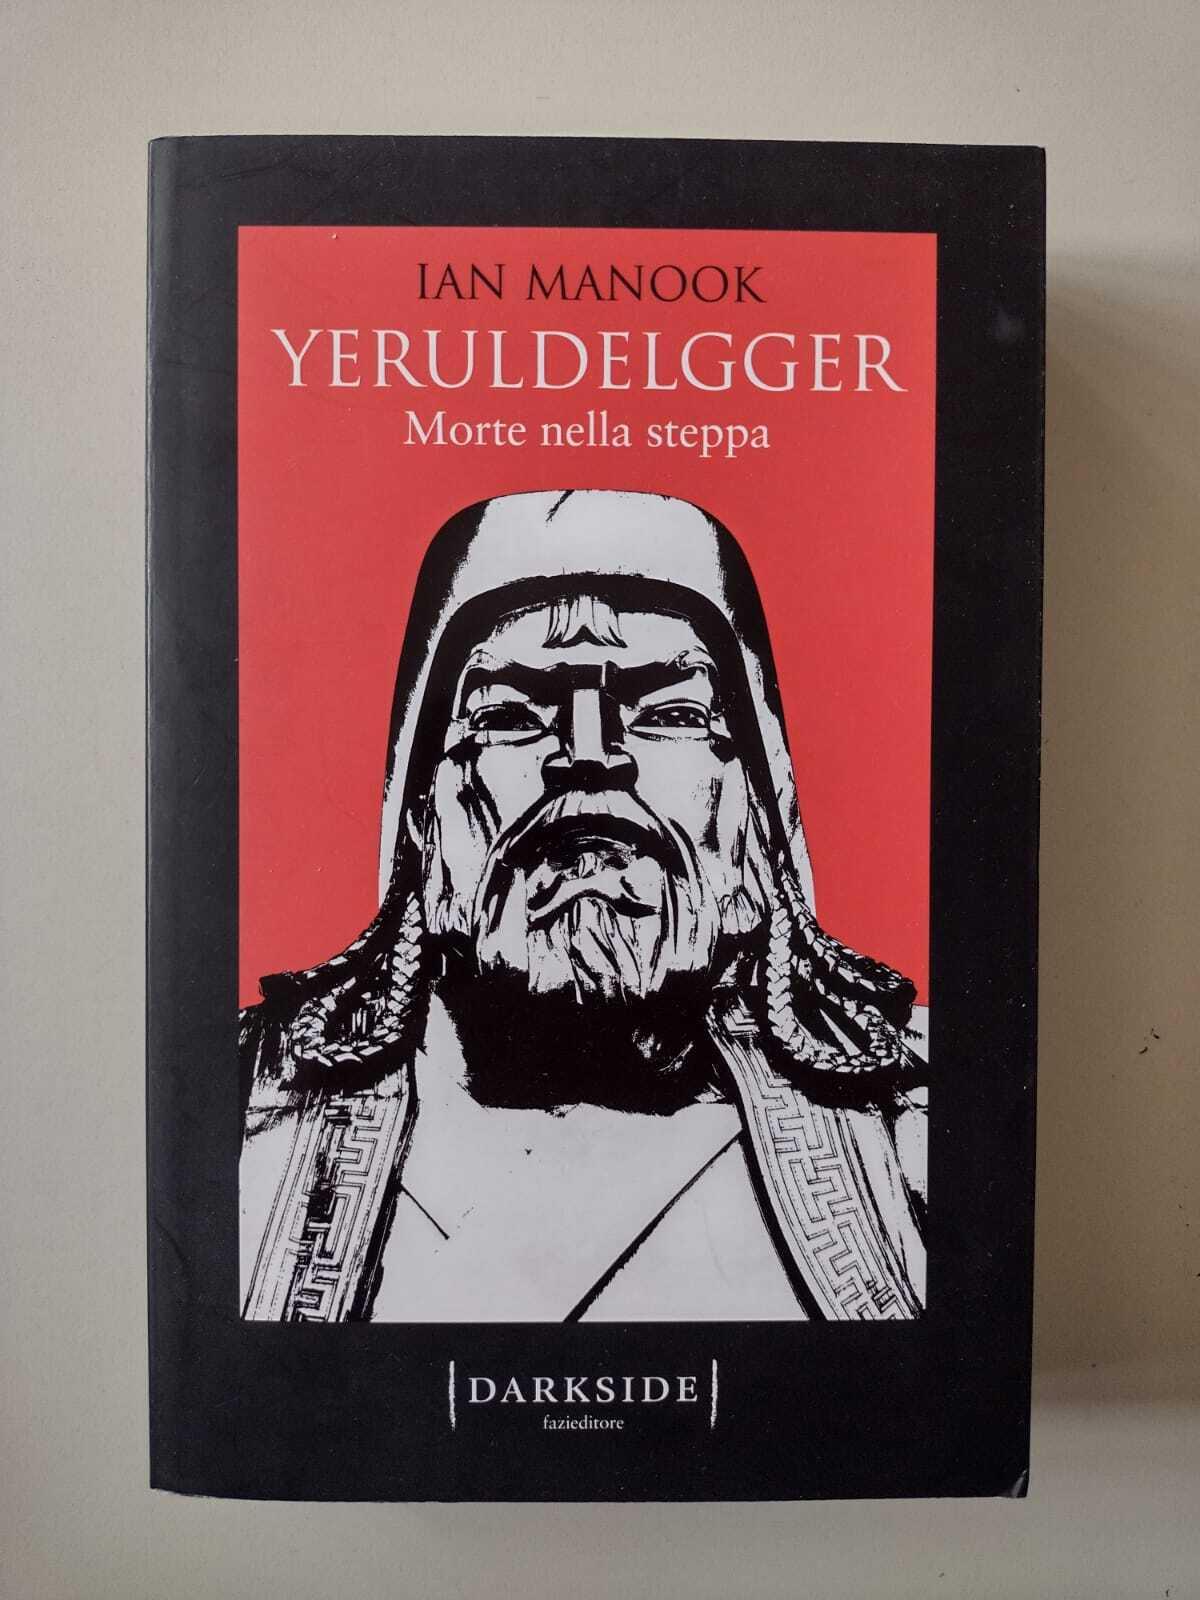 IAN MANOOK
YERULDELGGER
Morte nella steppa
DARKSIDE
fazieditore